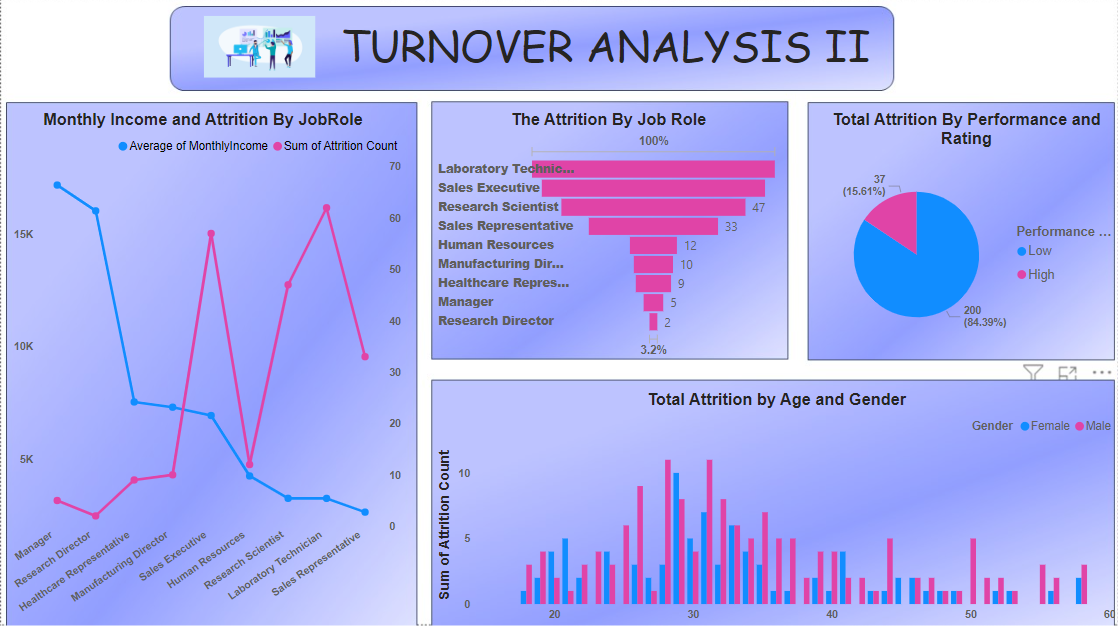 TURNOVER ANALYSIS II
Monthly Income and Attrition By JobRole
Average of MonthlyIncome Sum of Attrition Count
70
60
15K
50
40
10K
30
20
5K
10
0
Manager
Research Director
Healthcare Representative
Manufacturing Director
Sales Executive
Human Resources
Research Scientist
Laboratory Technician
Sales Representative
The Attrition By Job Role
100%
Laboratory Technic...
Sales Executive
Research Scientist 47
Sales Representative 33
Human Resources 12
Manufacturing Dir... 10
Healthcare Repres... 9
Manager 5
Research Director 2
3.2%
Total Attrition By Performance and
Rating
37
(15.61%)
Performance ...
Low
High
200
(84.39%)
Total Attrition by Age and Gender
Gender Female Male
Sum of Attrition Count
10
5
0
20 30 40 50 60